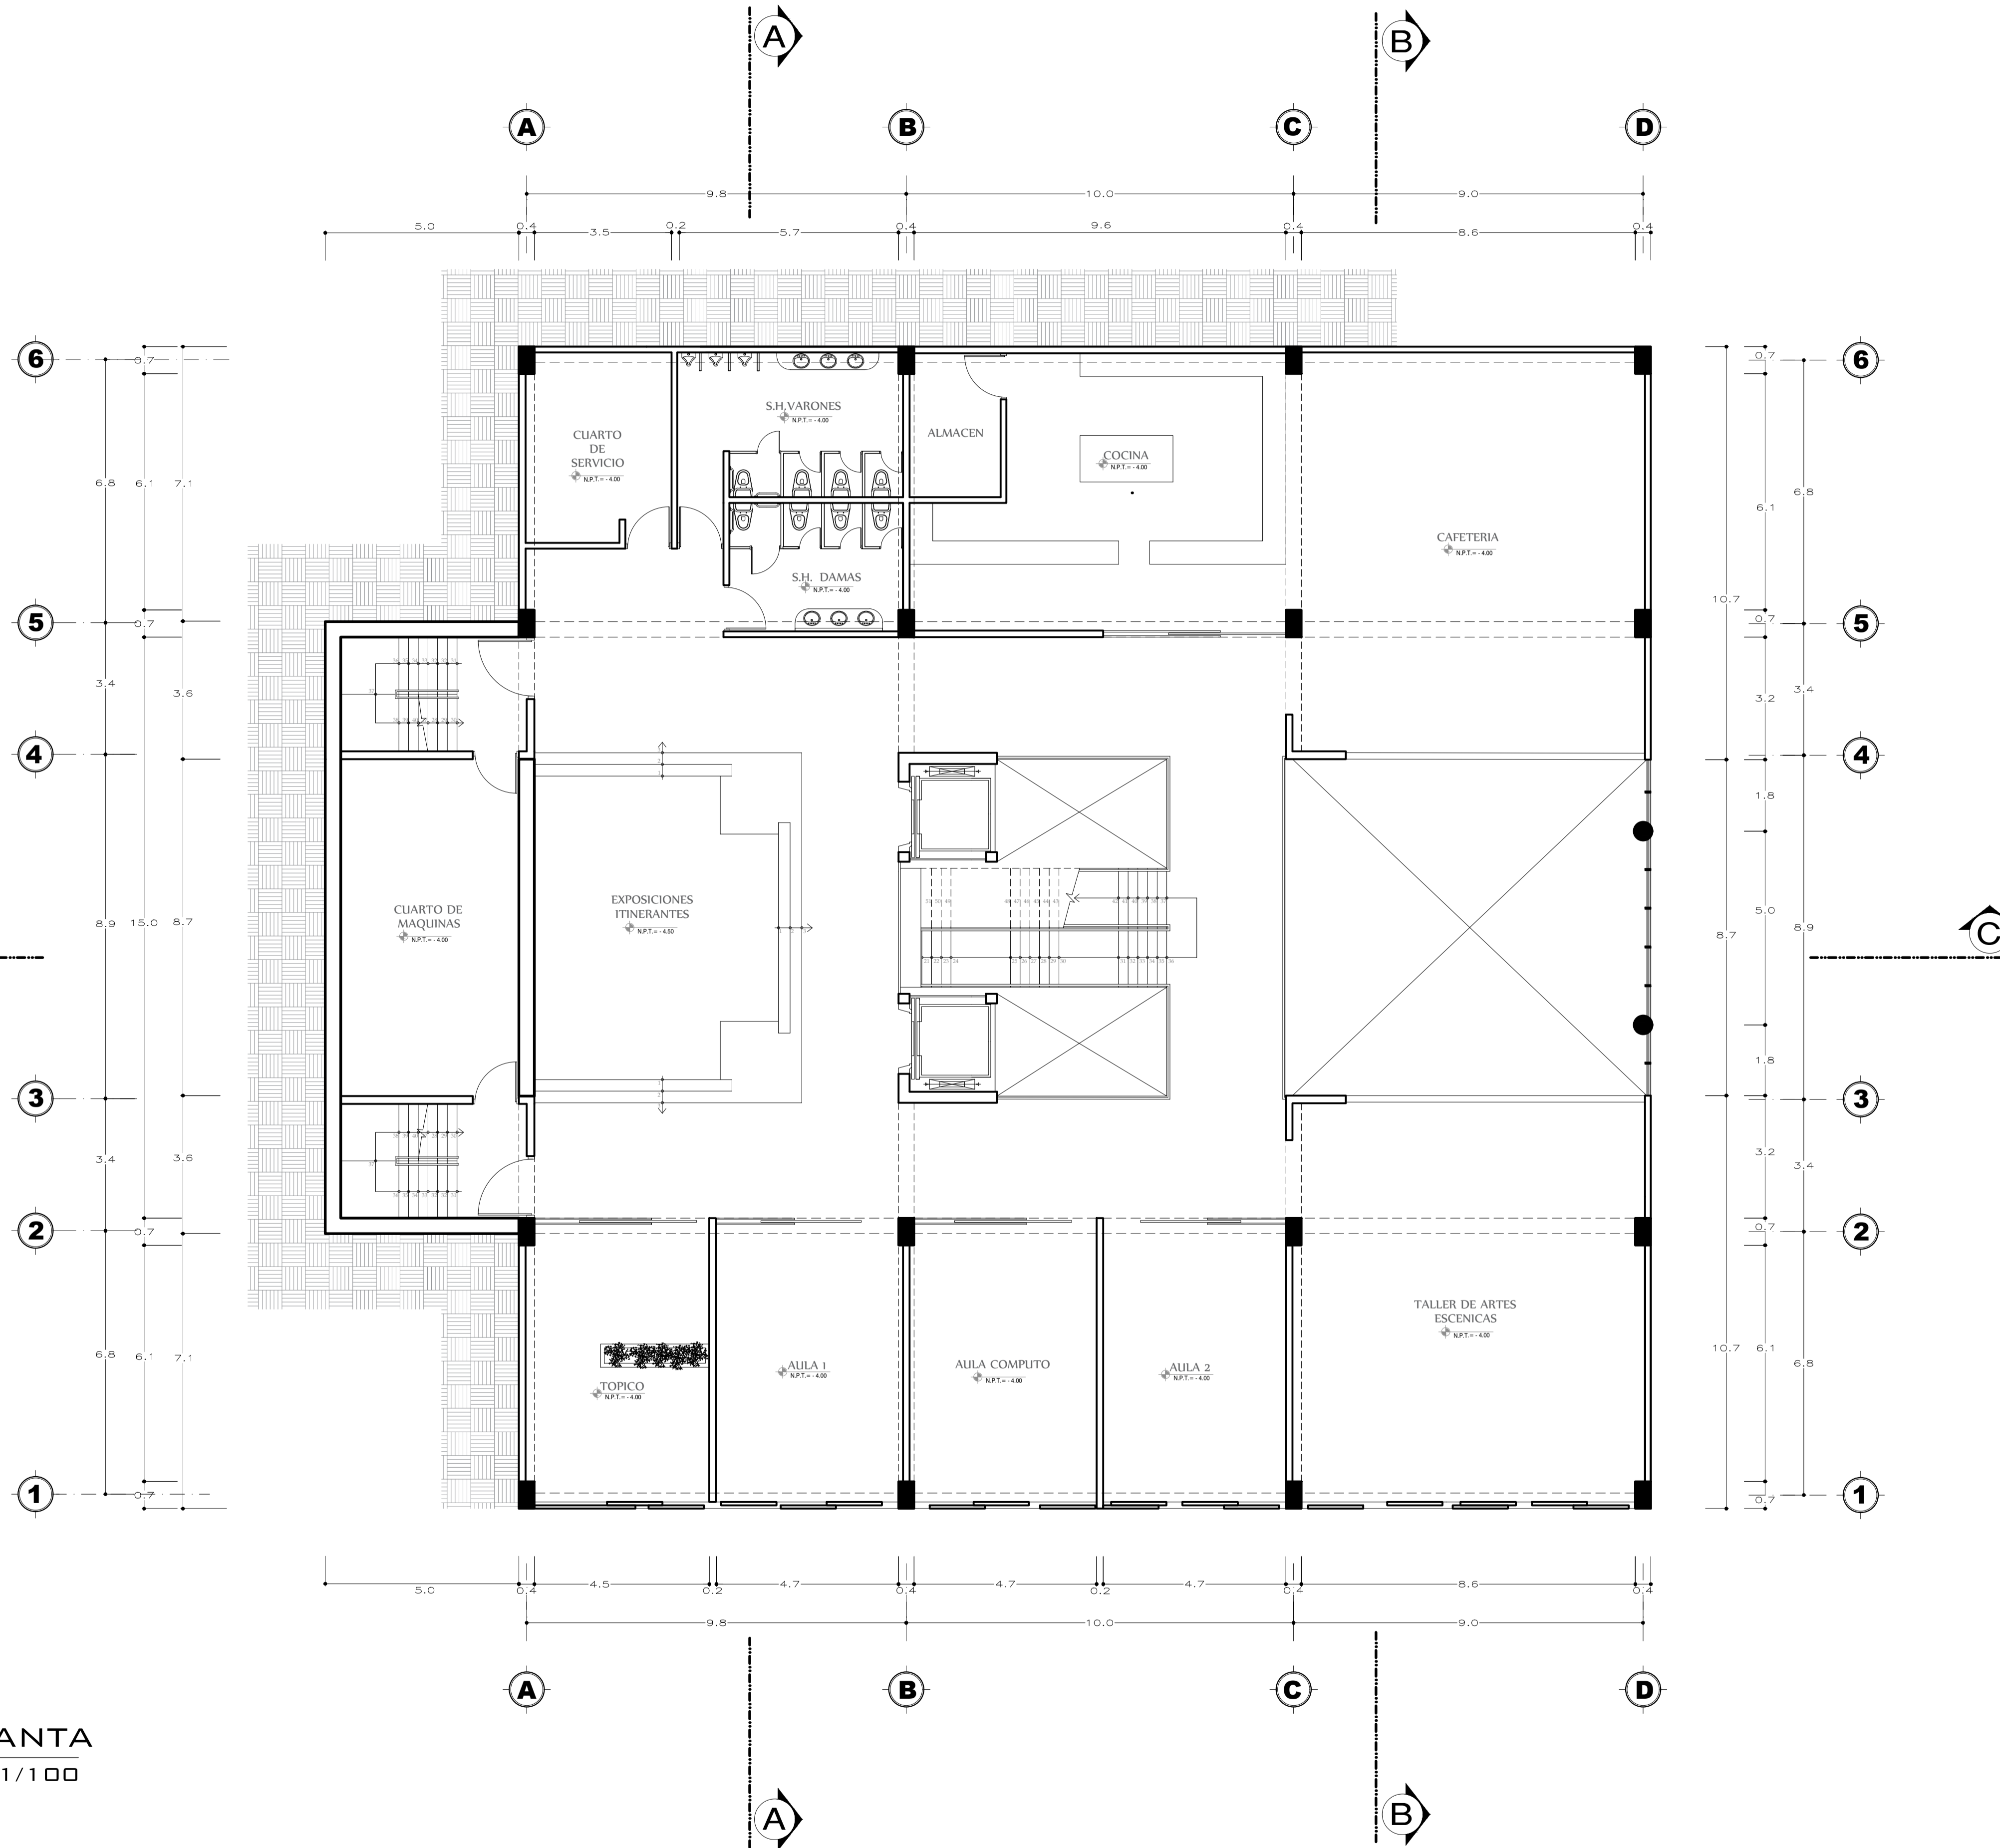 A
B
A
B
C
D
9.8
10.0
9.0
5.0
0.4
3.5
0.2
5.7
0.4
9.6
0.4
8.6
0.4
6
0.7
0.7
6
S.H.VARONES
N.P.T.= - 4.00
CUARTO
DE
SERVICIO
N.P.T.= - 4.00
ALMACEN
COCINA
N.P.T.= - 4.00
6.8
6.1
7.1
6.8
6.1
CAFETERIA
N.P.T.= - 4.00
S.H. DAMAS
N.P.T.= - 4.00
10.7
5
0.7
0.7
5
3.4
3.6
3.2
3.4
4
4
1.8
CUARTO DE
MAQUINAS
N.P.T.= - 4.00
EXPOSICIONES
ITINERANTES
N.P.T.= - 4.50
8.9
15.0
8.7
5.0
8.9
8.7
C
1.8
3
3
3.4
3.6
3.2
3.4
2
0.7
0.7
2
TALLER DE ARTES
ESCENICAS
N.P.T.= - 4.00
6.8
6.1
7.1
10.7
6.1
6.8
AULA 1
N.P.T.= - 4.00
AULA COMPUTO
N.P.T.= - 4.00
AULA 2
N.P.T.= - 4.00
TOPICO
N.P.T.= - 4.00
1
0.7
0.7
1
5.0
0.4
4.5
0.2
4.7
0.4
4.7
0.2
4.7
0.4
8.6
0.4
9.8
10.0
9.0
A
B
C
D
ANTA
1/100
A
B